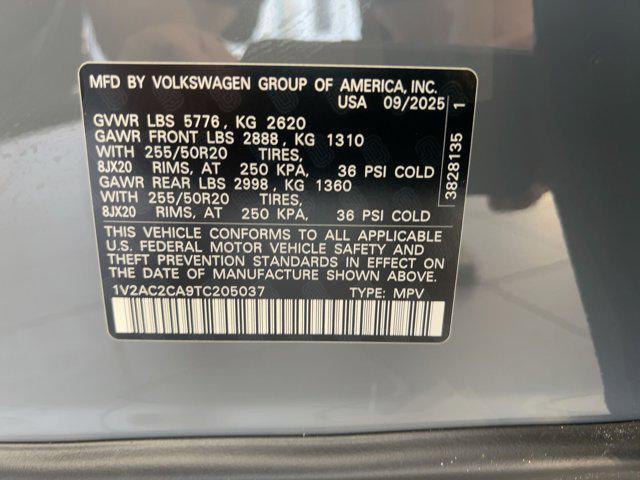 MFD BY VOLKSWAGEN GROUP OF AMERICA, INC.
USA 09/2025
GVWR LBS 5776, KG 2620
GAWR FRONT LBS 2888, KG 1310
WITH 255/50R20 TIRES,
8JX20 RIMS, AT 250 KPA, 36 PSI COLD
GAWR REAR LBS 2998, KG 1360
WITH 255/50R20 TIRES,
8JX20 RIMS, AT 250 KPA, 36 PSI COLD
THIS VEHICLE CONFORMS TO ALL APPLICABLE
U.S. FEDERAL MOTOR VEHICLE SAFETY AND
THEFT PREVENTION STANDARDS IN EFFECT ON
THE DATE OF MANUFACTURE SHOWN ABOVE.
1V2AC2CA9TC205037 TYPE: MPV
3828135 1